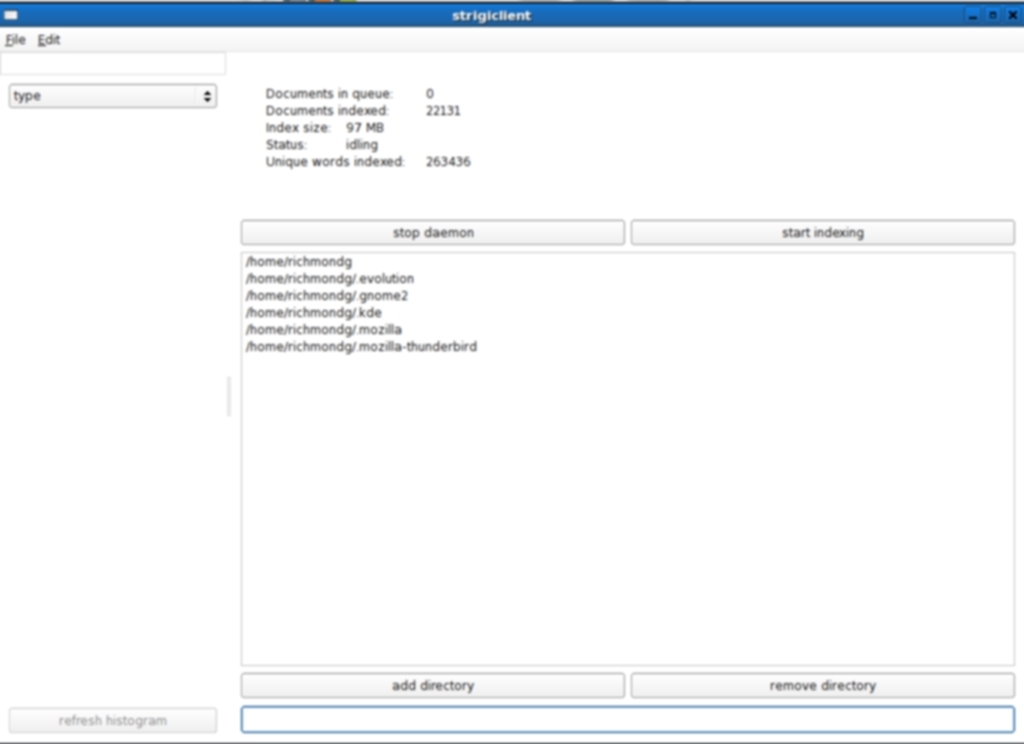 strigiclient
File Edit
type
Documents in queue: 0
Documents indexed: 22131
Index size: 97 MB
Status: idling
Unique words indexed: 263436
stop daemon start indexing
/home/richmondg
/home/richmondg/.evolution
/home/richmondg/.gnome2
/home/richmondg/.kde
/home/richmondg/.mozilla
/home/richmondg/.mozilla-thunderbird
add directory remove directory
refresh histogram